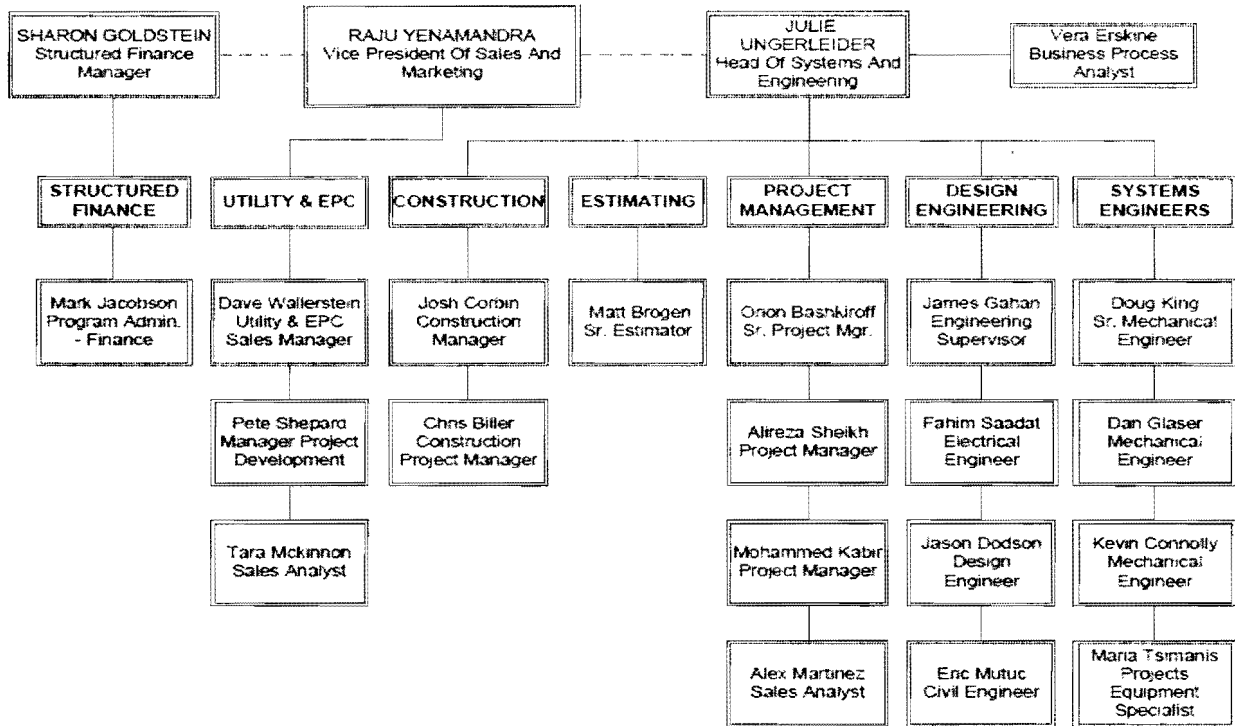 SHARON GOLDSTEIN
Structured Finance
Manager
RAJU YENAMANDRA
Vice President Of Sales And
Marketing
JULIE
UNGERLEIDER
Head Of Systems And
Engineering
Vera Erskine
Business Process
Analyst
STRUCTURED
FINANCE
UTILITY & EPC
CONSTRUCTION
ESTIMATING
PROJECT
MANAGEMENT
DESIGN
ENGINEERING
SYSTEMS
ENGINEERS
Mark Jacobson
Program Admin.
- Finance
Dave Wallerstein
Utility & EPC
Sales Manager
Josh Corbin
Construction
Manager
Matt Brogen
Sr. Estimator
Orion Bashkiroff
Sr. Project Mgr.
James Gahan
Engineering
Supervisor
Doug King
Sr. Mechanical
Engineer
Pete Shepard
Manager Project
Development
Chris Biller
Construction
Project Manager
Alireza Sheikh
Project Manager
Fahim Saadat
Electrical
Engineer
Dan Glaser
Mechanical
Engineer
Tara Mckinnon
Sales Analyst
Mohammed Kabir
Project Manager
Jason Dodson
Design
Engineer
Kevin Connolly
Mechanical
Engineer
Alex Martinez
Sales Analyst
Eric Mutuc
Civil Engineer
Maria Tsimanis
Projects
Equipment
Specialist